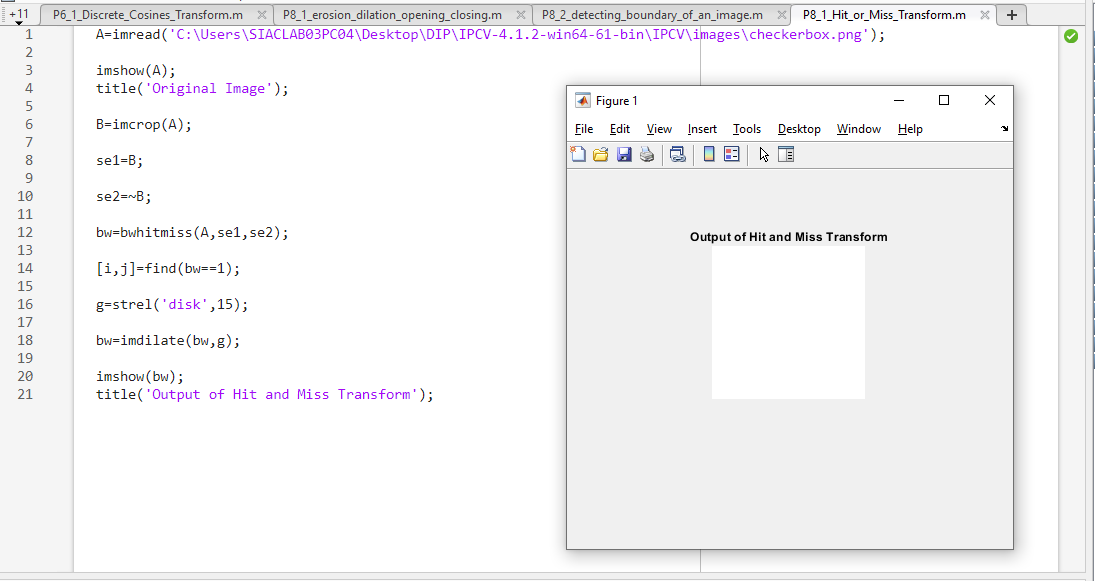 +11 P6_1_Discrete_Cosines_Transform.m P8_1_erosion_dilation_opening_closing.m P8_2_detecting_boundary_of_an_image.m P8_1_Hit_or_Miss_Transform.m
1 A=imread('C:\Users\SIACLAB03PC04\Desktop\DIP\IPCV-4.1.2-win64-61-bin\IPCV\images\checkerbox.png');
2
3 imshow(A);
4 title('Original Image');
5
6 B=imcrop(A);
7
8 se1=B;
9
10 se2=~B;
11
12 bw=bwhitmiss(A,se1,se2);
13
14 [i,j]=find(bw==1);
15
16 g=strel('disk',15);
17
18 bw=imdilate(bw,g);
19
20 imshow(bw);
21 title('Output of Hit and Miss Transform');
Figure 1
File Edit View Insert Tools Desktop Window Help
Output of Hit and Miss Transform